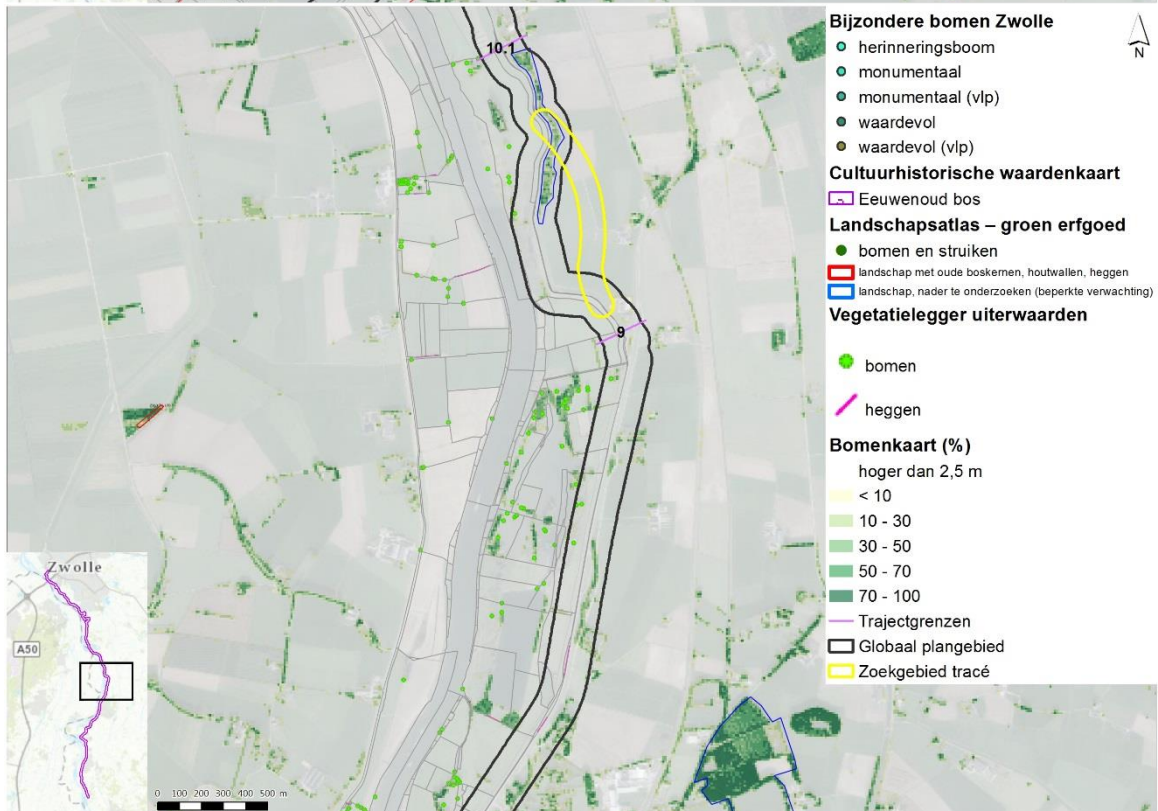 10.1
9
Bijzondere bomen Zwolle
herinneringsboom
monumentaal
monumentaal (vlp)
waardevol
waardevol (vlp)
Cultuurhistorische waardenkaart
Eeuwenoud bos
Landschapsatlas – groen erfgoed
bomen en struiken
landschap met oude boskernen, houtwallen, heggen
landschap, nader te onderzoeken (beperkte verwachting)
Vegetatielegger uiterwaarden
bomen
heggen
Bomenkaart (%)
hoger dan 2,5 m
< 10
10 - 30
30 - 50
50 - 70
70 - 100
Trajectgrenzen
Globaal plangebied
Zoekgebied tracé
N
Zwolle
A50
0 100 200 300 400 500 m